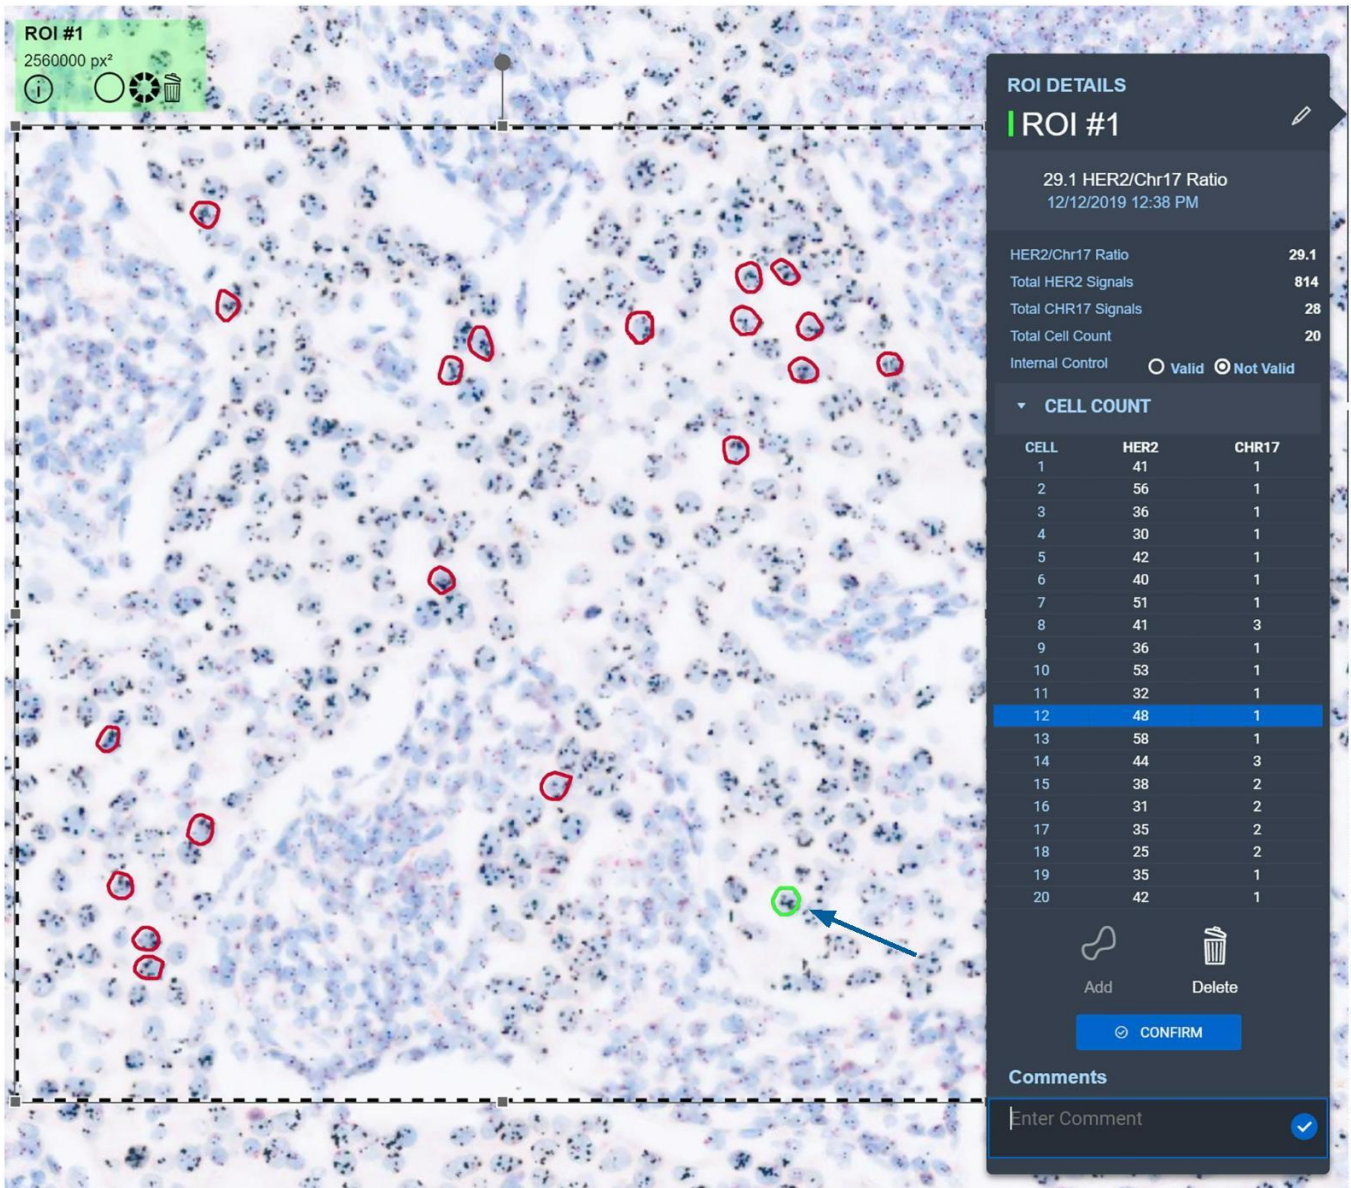 ROI #1
2560000 px²
ROI DETAILS
ROI #1
29.1 HER2/Chr17 Ratio
12/12/2019 12:38 PM
HER2/Chr17 Ratio 29.1
Total HER2 Signals 814
Total CHR17 Signals 28
Total Cell Count 20
Internal Control Valid Not Valid
CELL COUNT
CELL HER2 CHR17
1 41 1
2 56 1
3 36 1
4 30 1
5 42 1
6 40 1
7 51 1
8 41 3
9 36 1
10 53 1
11 32 1
12 48 1
13 58 1
14 44 3
15 38 2
16 31 2
17 35 2
18 25 2
19 35 1
20 42 1
Add Delete
CONFIRM
Comments
Enter Comment